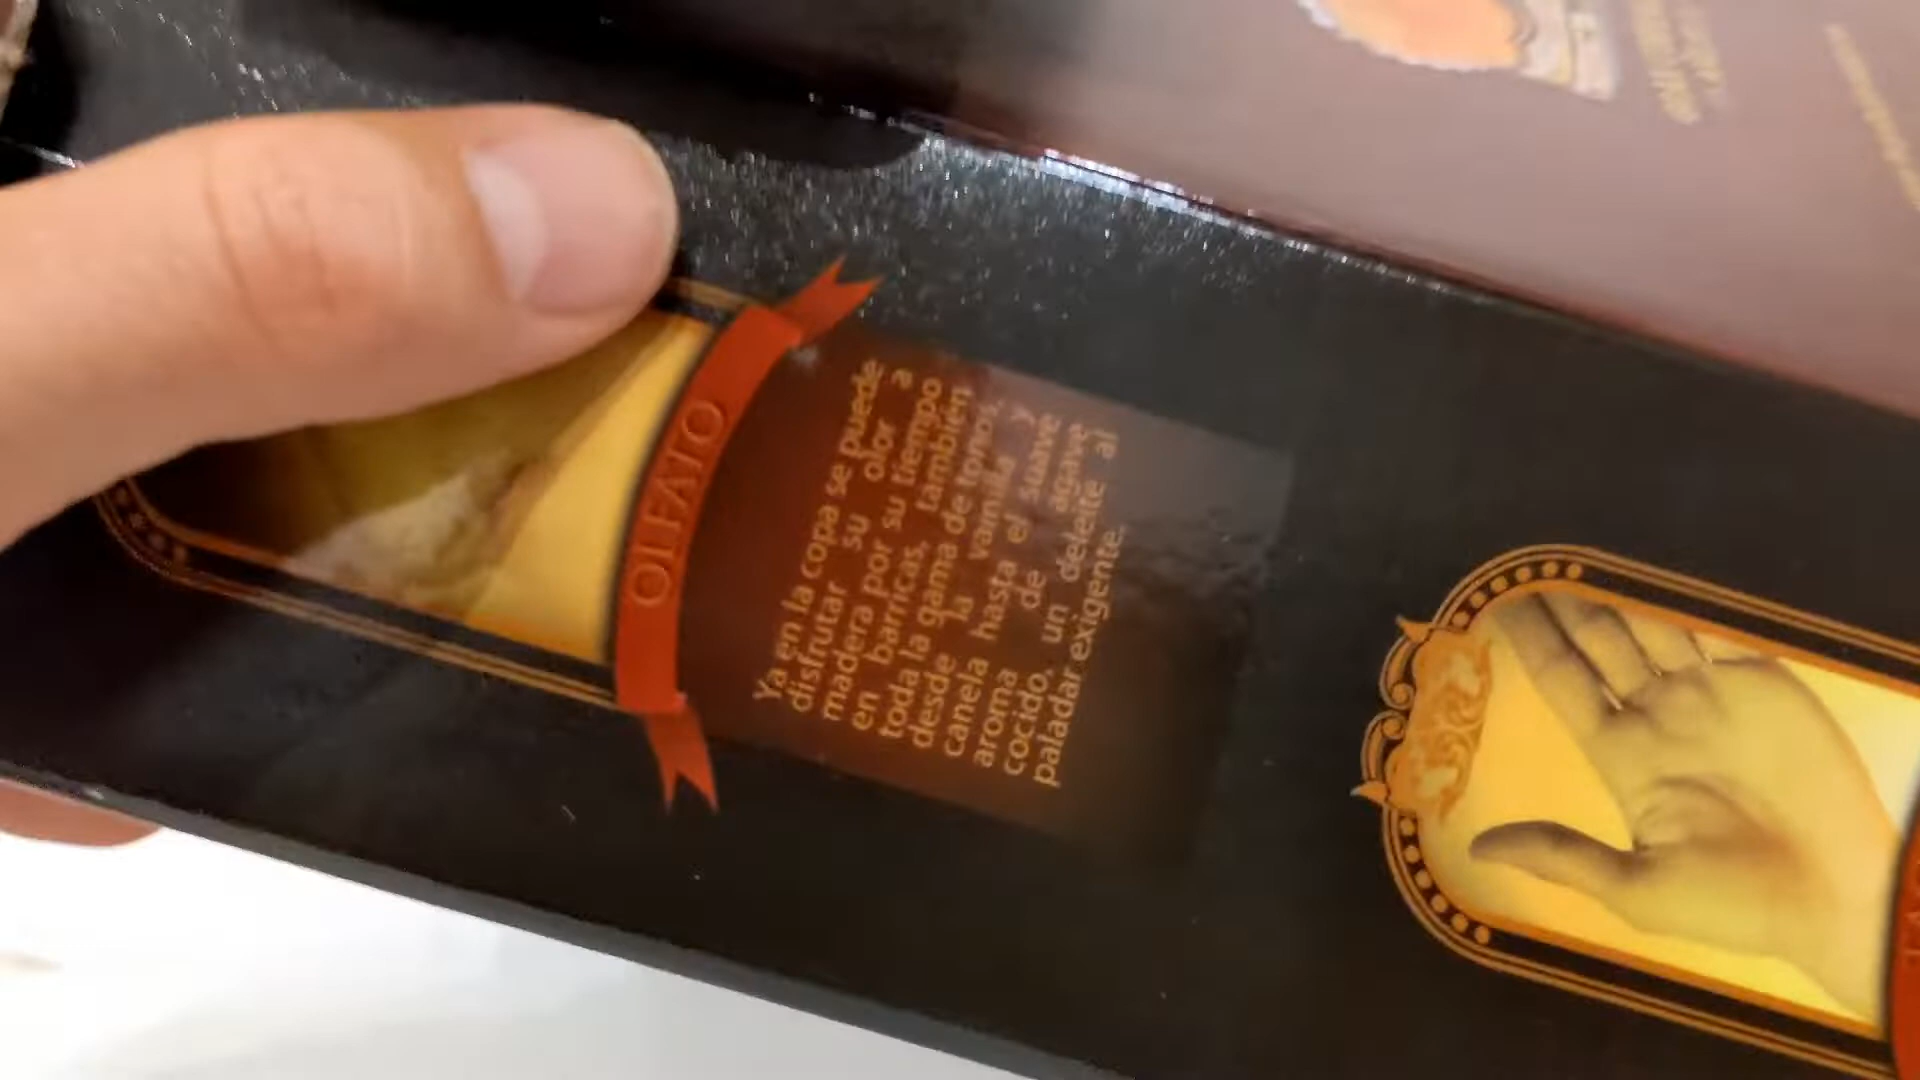 OLFATO
Ya en la copa se puede
disfrutar su olor a
madera por su tiempo
en barricas, también
toda la gama de tonos,
desde la vainilla y
canela hasta el suave
aroma de agave
cocido, un deleite al
paladar exigente.